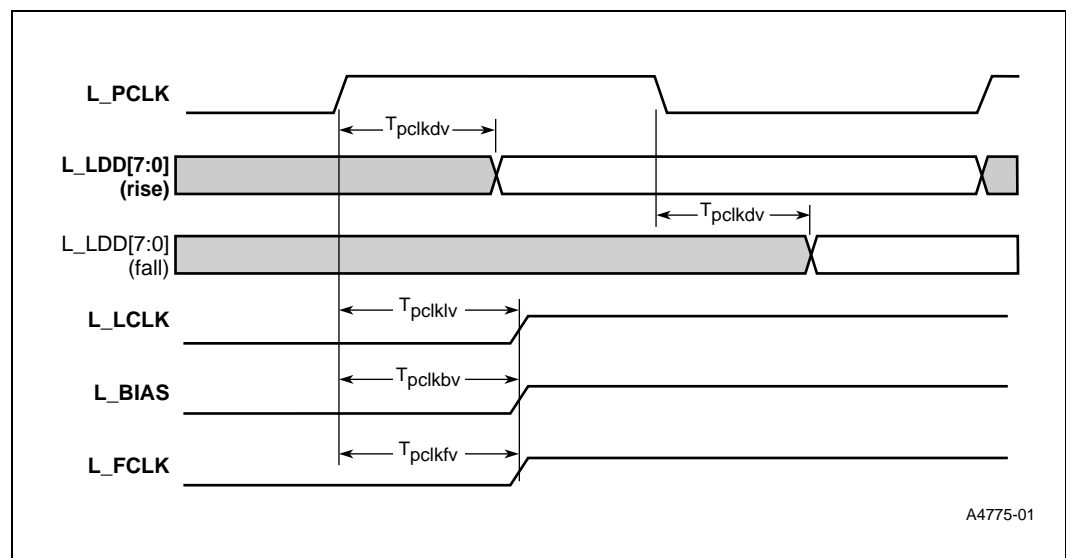 L_PCLK
Tpclkdv
L_LDD[7:0]
(rise)
Tpclkdv
L_LDD[7:0]
(fall)
Tpclklv
L_LCLK
Tpclkbv
L_BIAS
Tpclkfv
L_FCLK
A4775-01